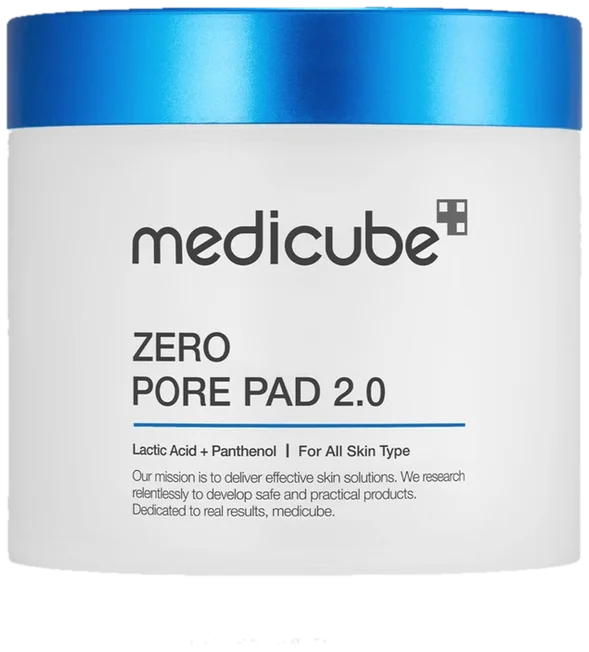 medicube
ZERO
PORE PAD 2.0
Lactic Acid + Panthenol | For All Skin Type
Our mission is to deliver effective skin solutions. We research
relentlessly to develop safe and practical products.
Dedicated to real results, medicube.